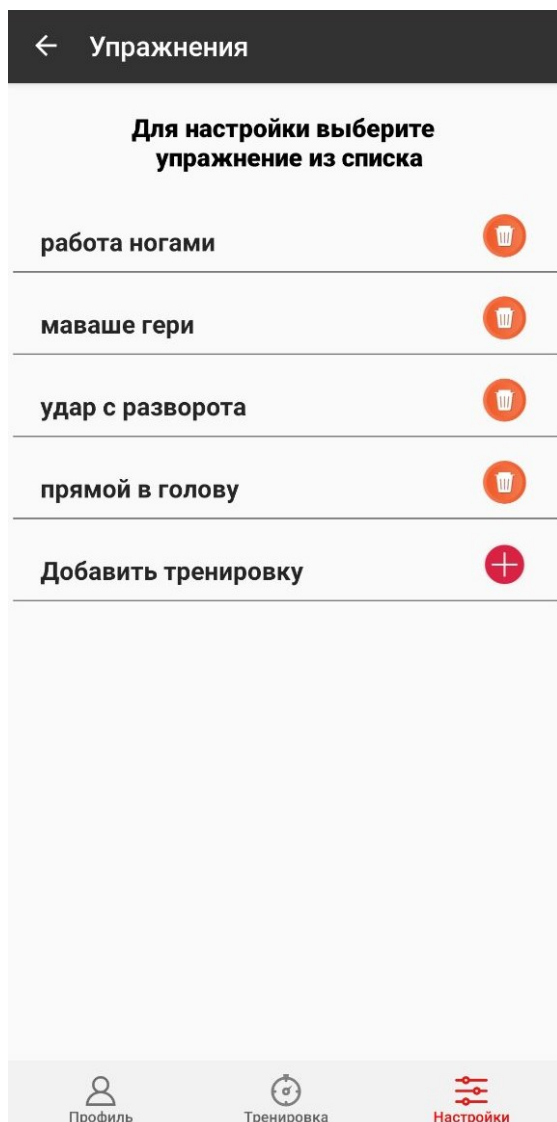 Упражнения
Для настройки выберите
упражнение из списка
работа ногами
маваше гери
удар с разворота
прямой в голову
Добавить тренировку
Профиль
Тренировка
Настройки